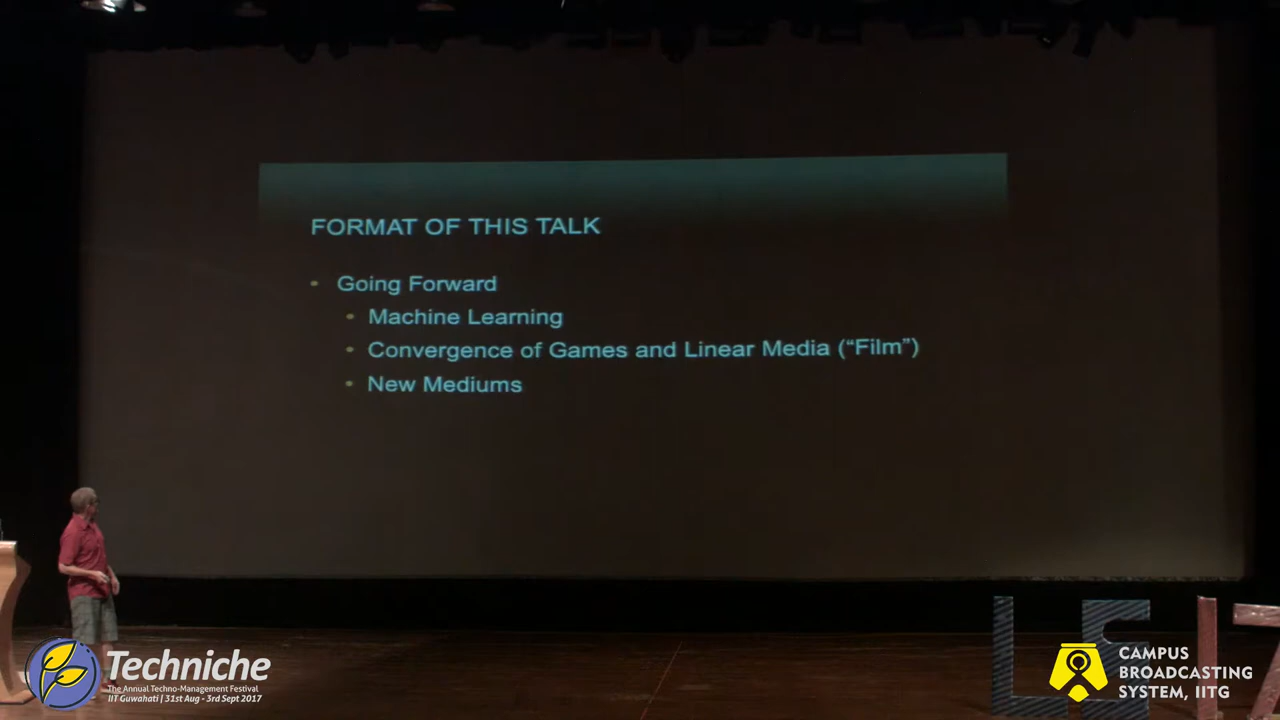 FORMAT OF THIS TALK
• Going Forward
• Machine Learning
• Convergence of Games and Linear Media (“Film”)
• New Mediums
Techniche
The Annual Techno-Management Festival
IIT Guwahati | 31st Aug - 3rd Sept 2017
CAMPUS
BROADCASTING
SYSTEM, IITG